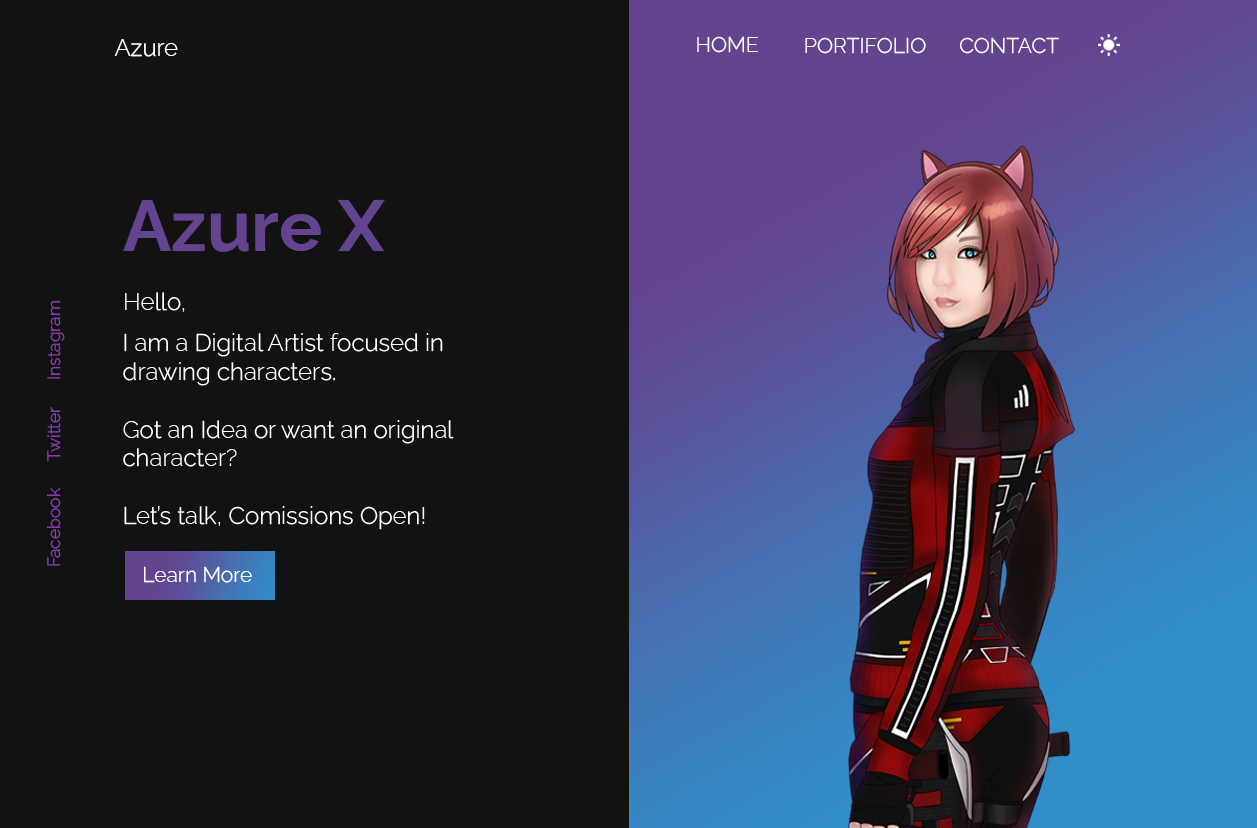 Azure
HOME
PORTIFOLIO
CONTACT
Azure X
Hello,
I am a Digital Artist focused in
drawing characters.
Got an Idea or want an original
character?
Let's talk, Comissions Open!
Learn More
Instagram
Twitter
Facebook